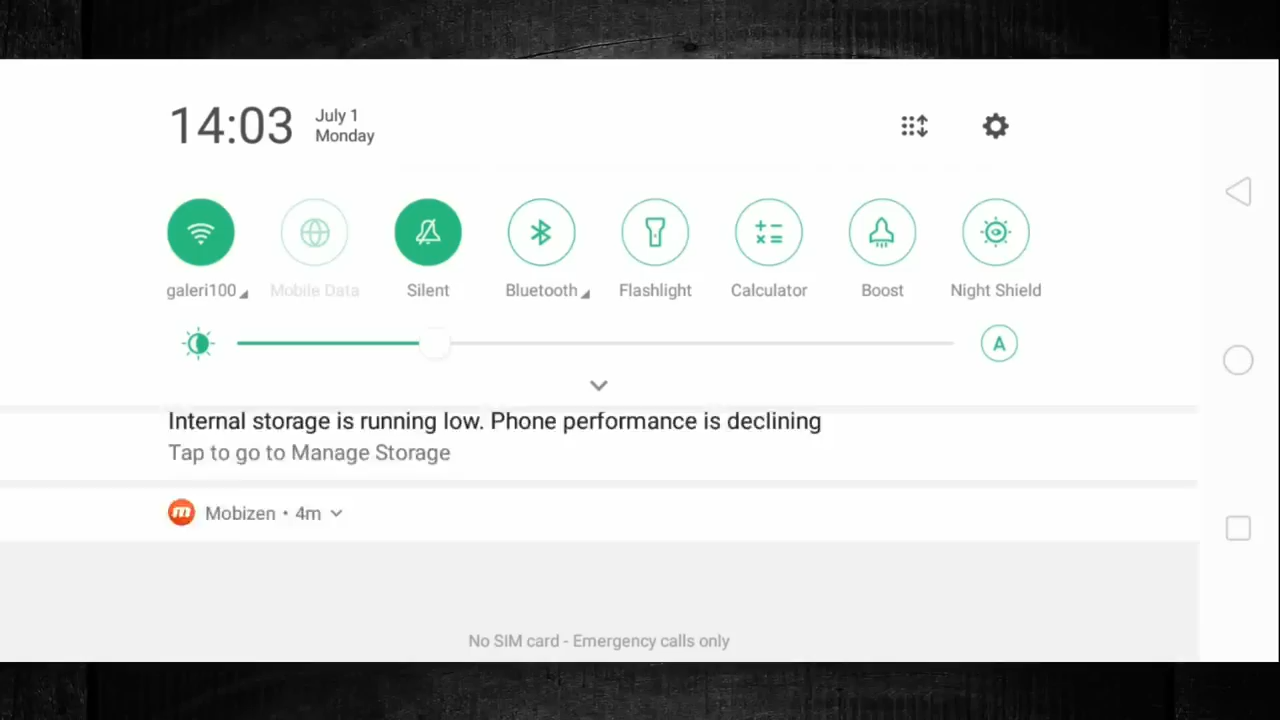 14:03
July 1
Monday
galeri100
Mobile Data
Silent
Bluetooth
Flashlight
Calculator
Boost
Night Shield
A
Internal storage is running low. Phone performance is declining
Tap to go to Manage Storage
m Mobizen • 4m
No SIM card - Emergency calls only